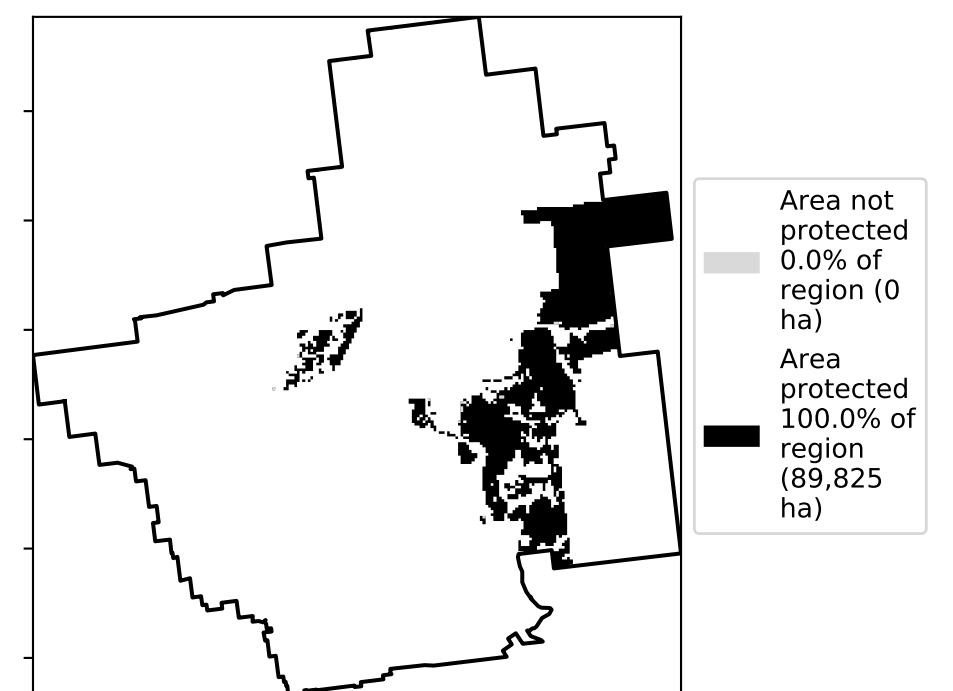 Area not
protected
0.0% of
region (0
ha)
Area
protected
100.0% of
region
(89,825
ha)